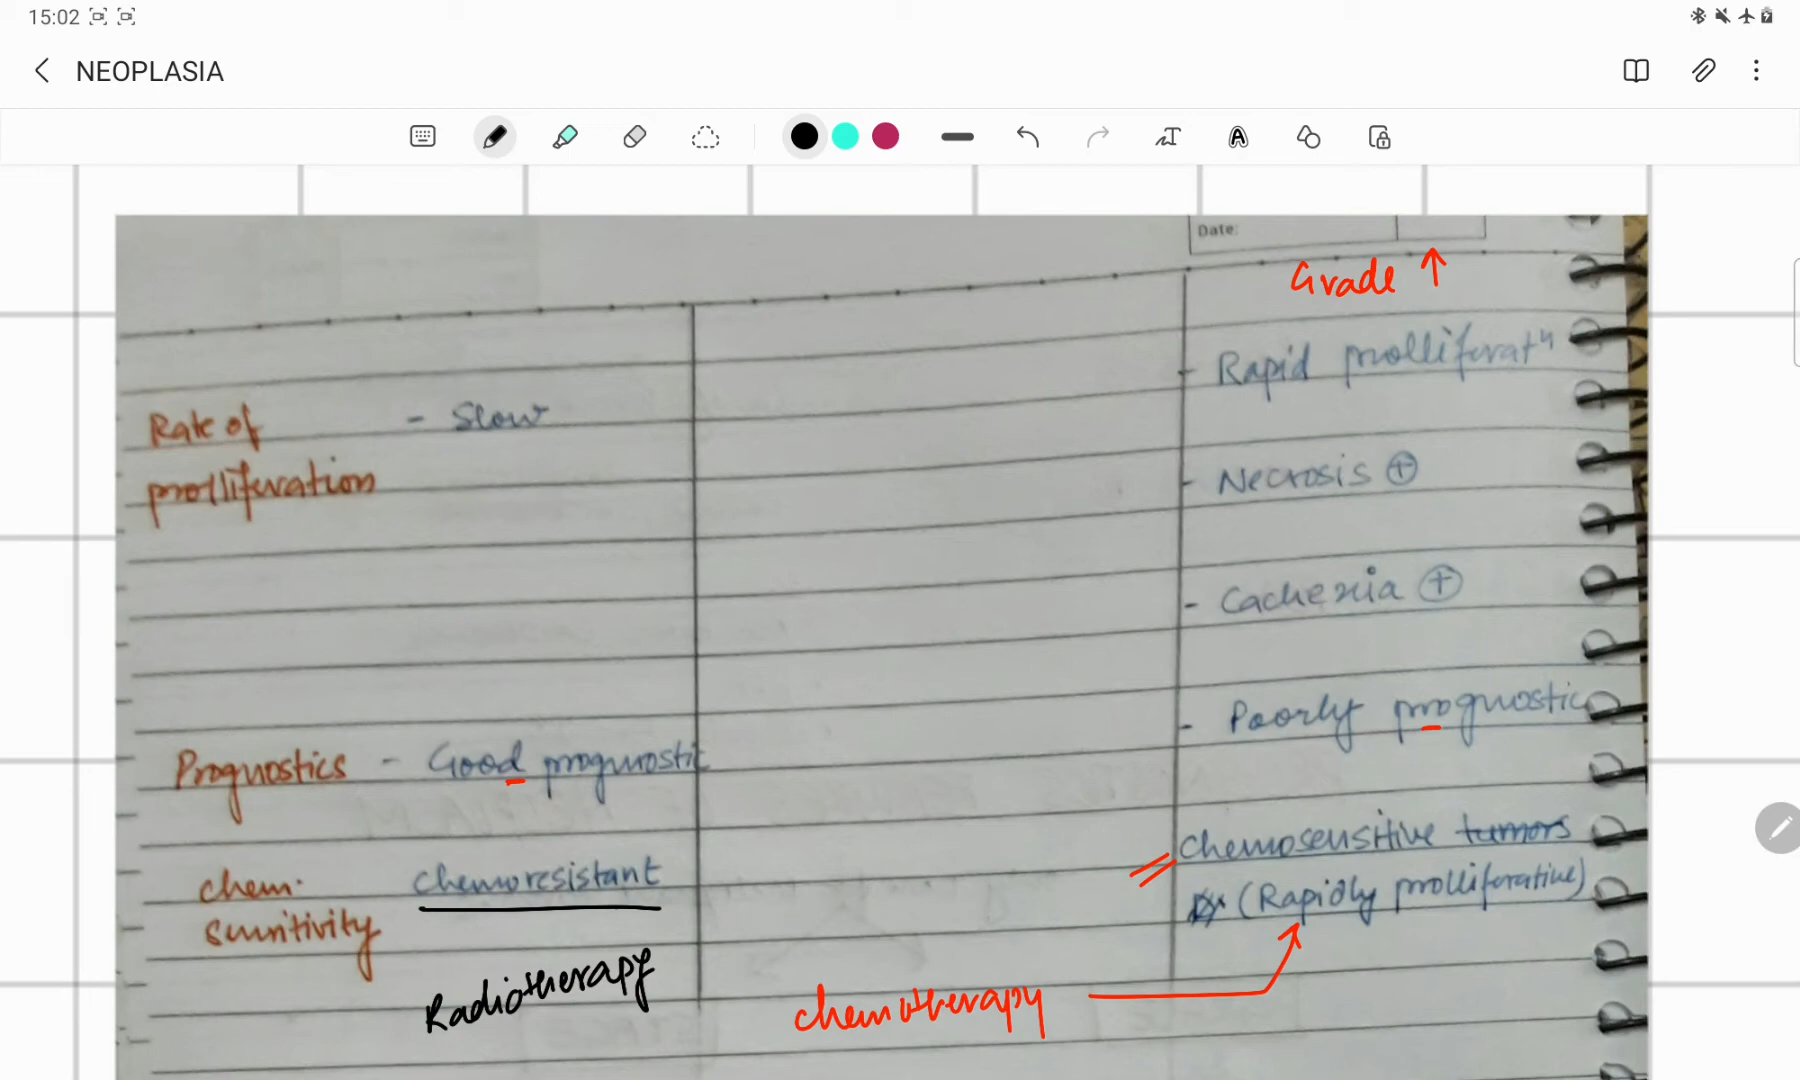 15:02
NEOPLASIA
Date:
Grade ↑
- Rapid prolliferatⁿ
Rate of - Slow
prolliferation
- Necrosis ⊕
- Cachexia ⊕
- Poorly prognostic
Prognostics - Good prognostic
chemosensitive tumors
(Rapidly prolliferative)
chem. chemoresistant
sunitivity
Radiotherapy
chemotherapy